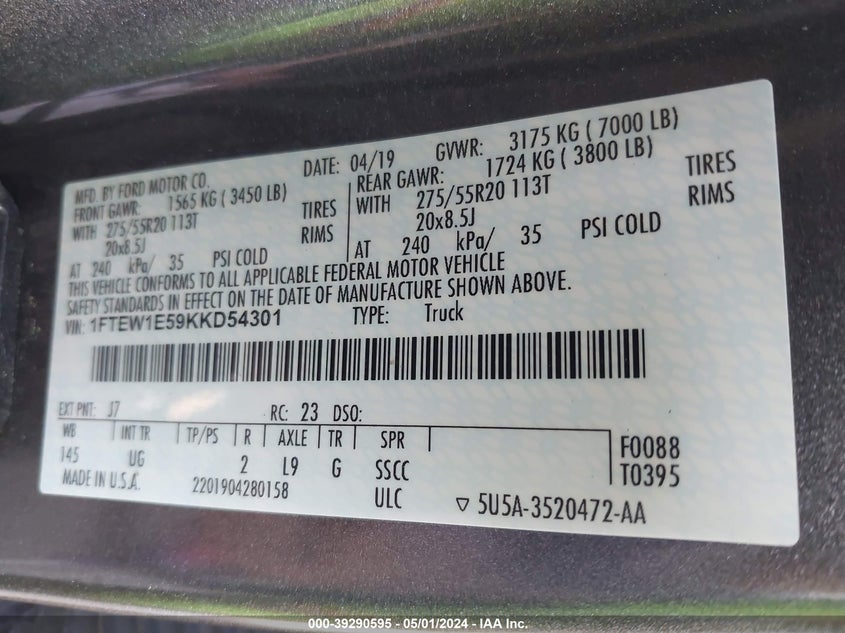 MFD. BY FORD MOTOR CO.
DATE: 04/19 GVWR: 3175 KG ( 7000 LB)
FRONT GAWR: 1565 KG ( 3450 LB)
WITH 275/55R20 113T TIRES
20x8.5J RIMS
AT 240 kPa/ 35 PSI COLD
REAR GAWR: 1724 KG ( 3800 LB)
WITH 275/55R20 113T TIRES
20x8.5J RIMS
AT 240 kPa/ 35 PSI COLD
THIS VEHICLE CONFORMS TO ALL APPLICABLE FEDERAL MOTOR VEHICLE
SAFETY STANDARDS IN EFFECT ON THE DATE OF MANUFACTURE SHOWN ABOVE.
VIN: 1FTEW1E59KKD54301 TYPE: Truck
EXT PNT: J7 RC: 23 DSO:
WB INT TR TP/PS R AXLE TR SPR
145 UG 2 L9 G SSCC
F0088
T0395
MADE IN U.S.A. 2201904280158 ULC
▽ 5U5A-3520472-AA
000-39290595 - 05/01/2024 - IAA Inc.